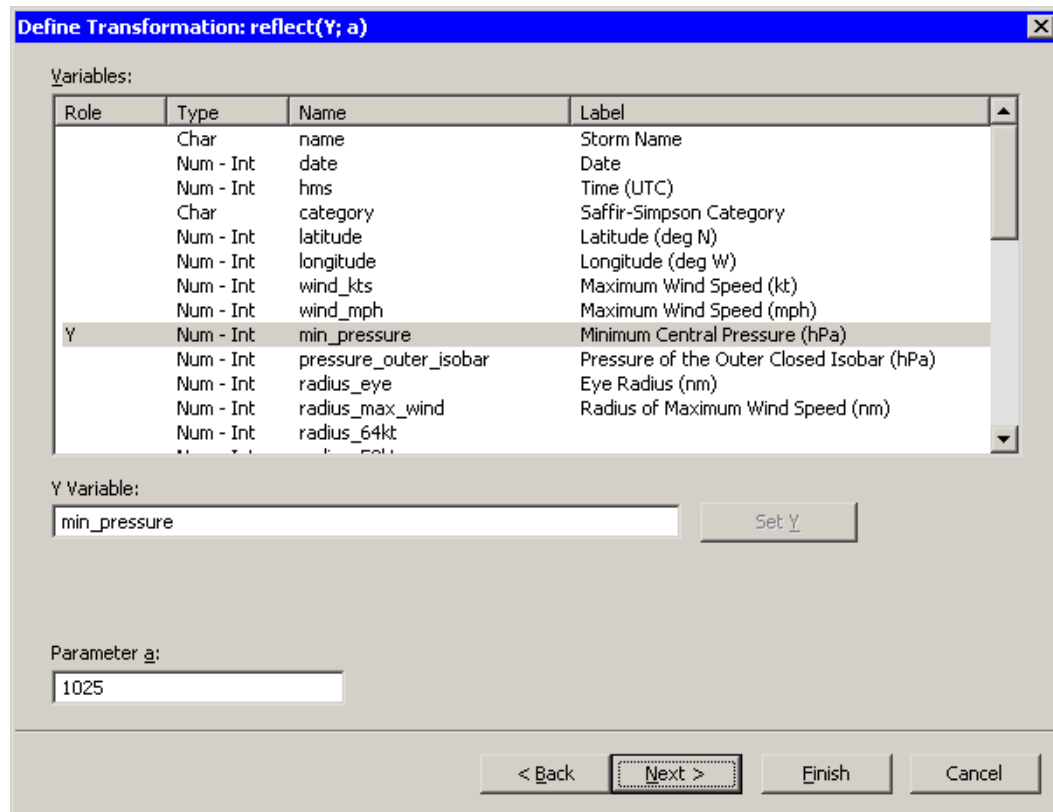 Define Transformation: reflect(Y; a)
Variables:
Role Type Name Label
Char name Storm Name
Num - Int date Date
Num - Int hms Time (UTC)
Char category Saffir-Simpson Category
Num - Int latitude Latitude (deg N)
Num - Int longitude Longitude (deg W)
Num - Int wind_kts Maximum Wind Speed (kt)
Num - Int wind_mph Maximum Wind Speed (mph)
Y Num - Int min_pressure Minimum Central Pressure (hPa)
Num - Int pressure_outer_isobar Pressure of the Outer Closed Isobar (hPa)
Num - Int radius_eye Eye Radius (nm)
Num - Int radius_max_wind Radius of Maximum Wind Speed (nm)
Num - Int radius_64kt
Y Variable:
min_pressure Set Y
Parameter a:
1025
< Back Next > Finish Cancel